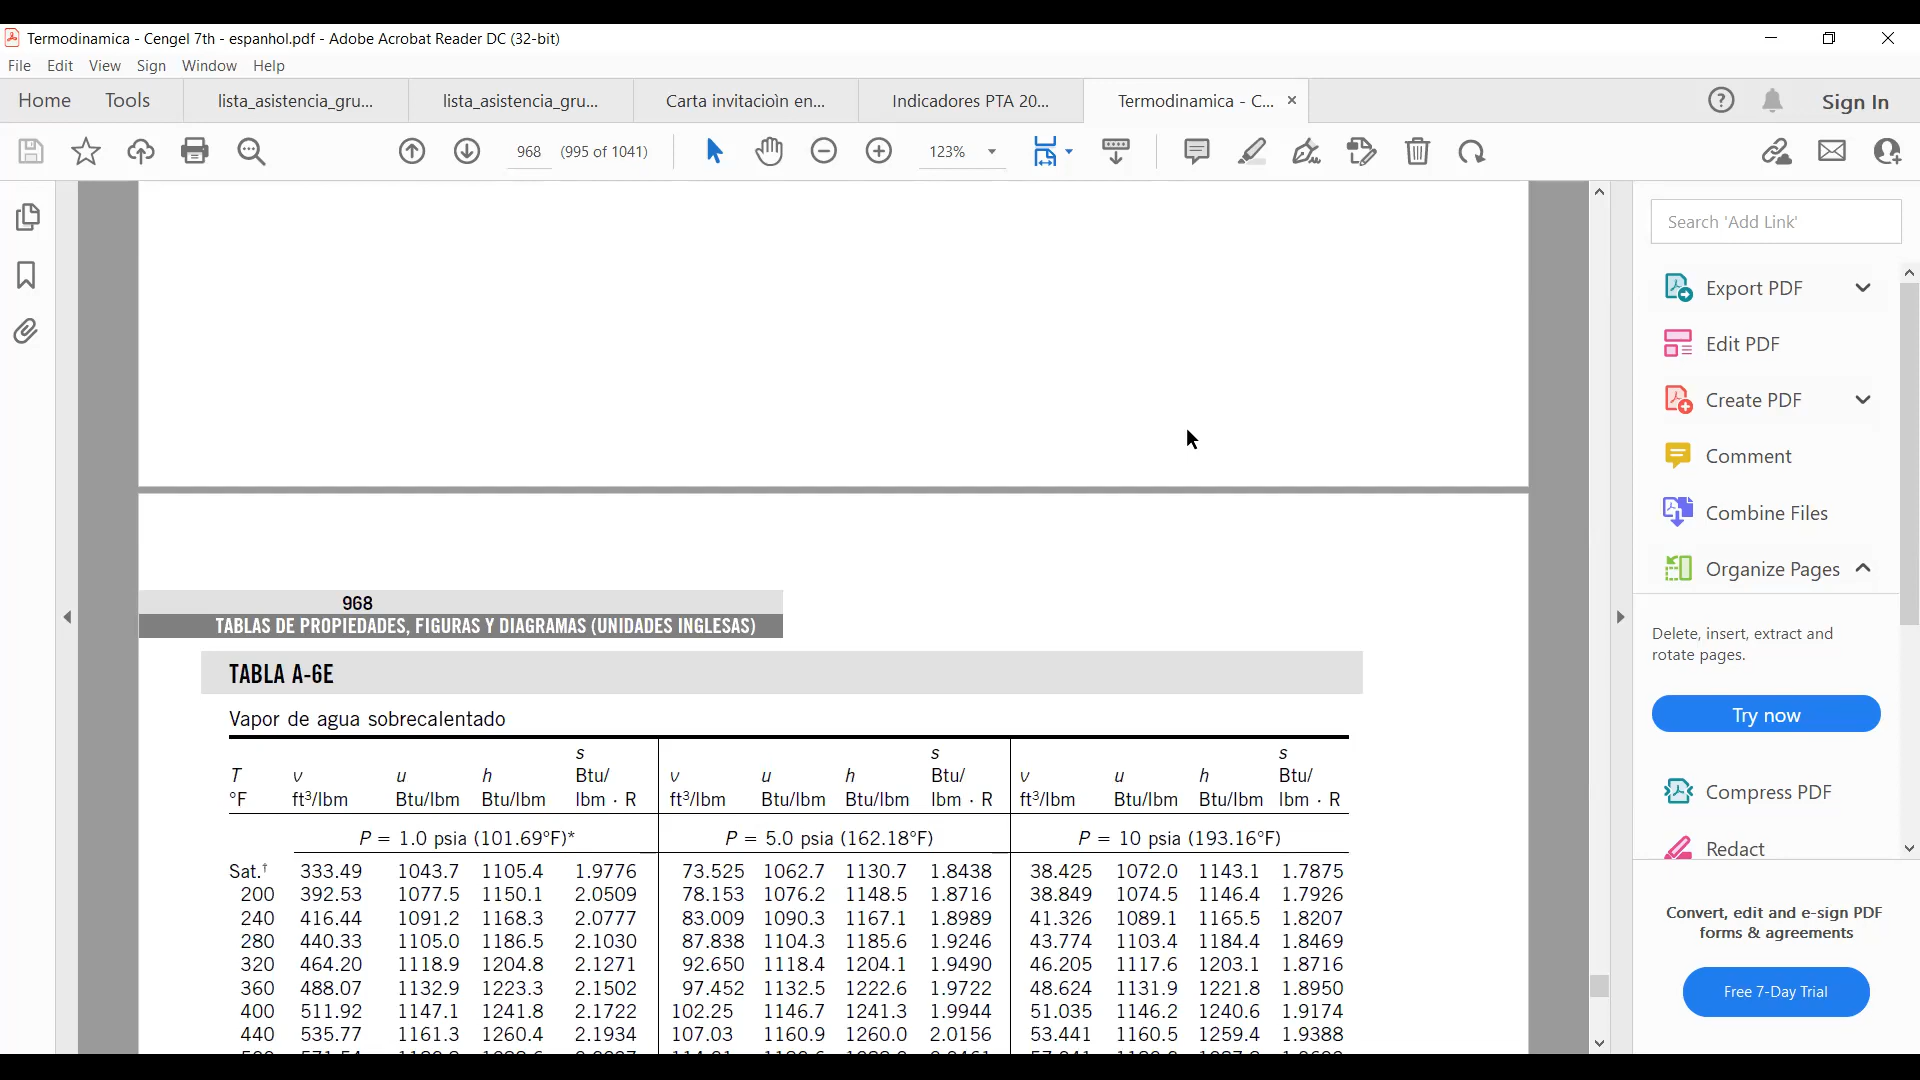 Termodinamica - Cengel 7th - espanhol.pdf - Adobe Acrobat Reader DC (32-bit)
File Edit View Sign Window Help
Home Tools lista_asistencia_gru... lista_asistencia_gru... Carta invitaciòn en... Indicadores PTA 20... Termodinamica - C... × Sign In
968 (995 of 1041) 123%
Search 'Add Link'
Export PDF
Edit PDF
Create PDF
Comment
Combine Files
Organize Pages
Delete, insert, extract and
rotate pages.
Try now
Compress PDF
Redact
Convert, edit and e-sign PDF
forms & agreements
Free 7-Day Trial
968
TABLAS DE PROPIEDADES, FIGURAS Y DIAGRAMAS (UNIDADES INGLESAS)
TABLA A-6E
Vapor de agua sobrecalentado
s s s
T v u h Btu/ v u h Btu/ v u h Btu/
°F ft³/lbm Btu/lbm Btu/lbm lbm · R ft³/lbm Btu/lbm Btu/lbm lbm · R ft³/lbm Btu/lbm Btu/lbm lbm · R
P = 1.0 psia (101.69°F)* P = 5.0 psia (162.18°F) P = 10 psia (193.16°F)
Sat.† 333.49 1043.7 1105.4 1.9776 73.525 1062.7 1130.7 1.8438 38.425 1072.0 1143.1 1.7875
200 392.53 1077.5 1150.1 2.0509 78.153 1076.2 1148.5 1.8716 38.849 1074.5 1146.4 1.7926
240 416.44 1091.2 1168.3 2.0777 83.009 1090.3 1167.1 1.8989 41.326 1089.1 1165.5 1.8207
280 440.33 1105.0 1186.5 2.1030 87.838 1104.3 1185.6 1.9246 43.774 1103.4 1184.4 1.8469
320 464.20 1118.9 1204.8 2.1271 92.650 1118.4 1204.1 1.9490 46.205 1117.6 1203.1 1.8716
360 488.07 1132.9 1223.3 2.1502 97.452 1132.5 1222.6 1.9722 48.624 1131.9 1221.8 1.8950
400 511.92 1147.1 1241.8 2.1722 102.25 1146.7 1241.3 1.9944 51.035 1146.2 1240.6 1.9174
440 535.77 1161.3 1260.4 2.1934 107.03 1160.9 1260.0 2.0156 53.441 1160.5 1259.4 1.9388